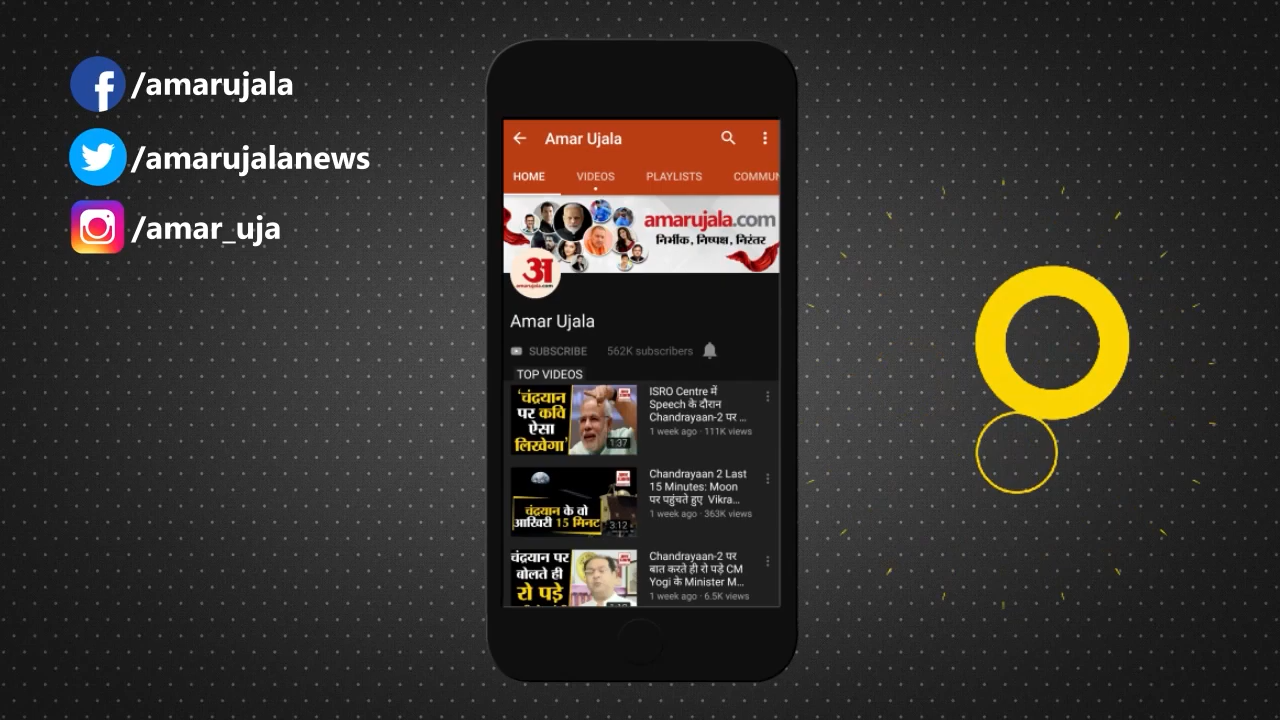 /amarujala
/amarujalanews
/amar_uja
Amar Ujala
HOME VIDEOS PLAYLISTS COMMUN
amarujala.com
निर्भीक, निष्पक्ष, निरंतर
अ
amarujala.com
Amar Ujala
SUBSCRIBE 562K subscribers
TOP VIDEOS
'चंद्रयान
पर कवि
ऐसा
लिखेगा'
1:37
ISRO Centre में
Speech के दौरान
Chandrayaan-2 पर ...
1 week ago · 111K views
चंद्रयान के वो
आखिरी 15 मिनट
3:12
Chandrayaan 2 Last
15 Minutes: Moon
पर पहुंचते हुए Vikra...
1 week ago · 363K views
चंद्रयान पर
बोलते ही
रो पड़े
Chandrayaan-2 पर
बात करते ही रो पड़े CM
Yogi के Minister M...
1 week ago · 6.5K views